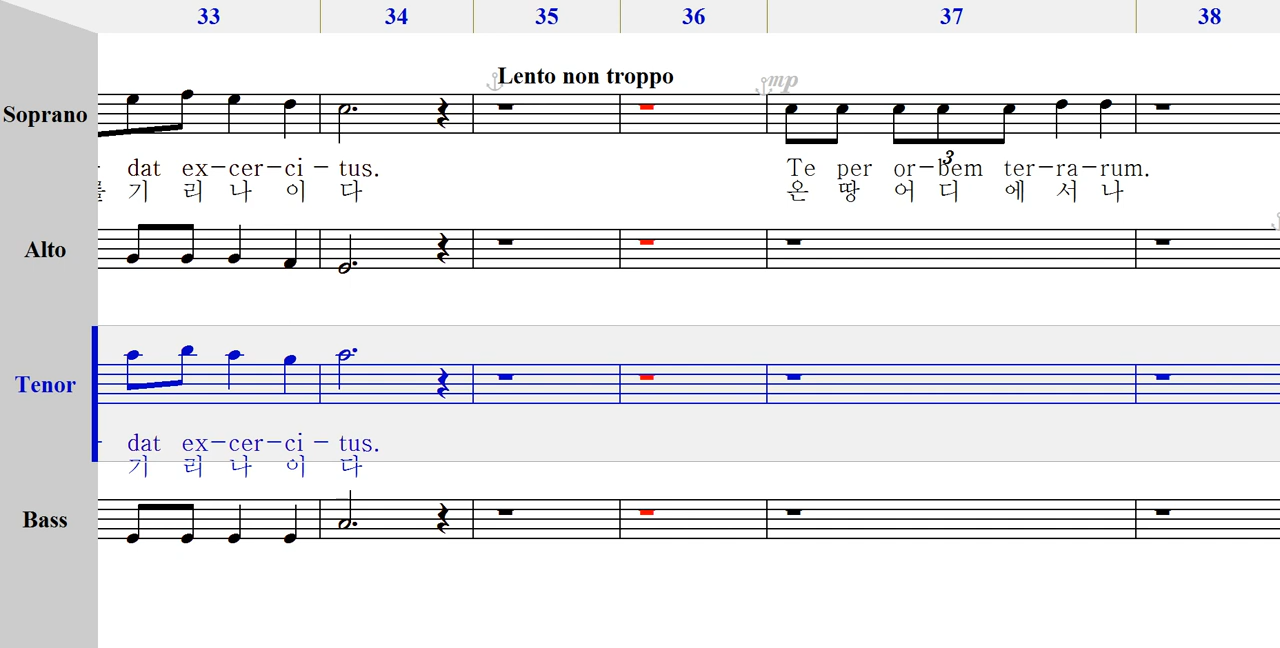 33 34 35 36 37 38
Lento non troppo mp
Soprano
3
dat ex-cer-ci - tus. Te per or-bem ter-ra-rum.
기 리 나 이 다 온 땅 어 디 에 서 나
Alto
Tenor
- dat ex-cer-ci - tus.
기 리 나 이 다
Bass